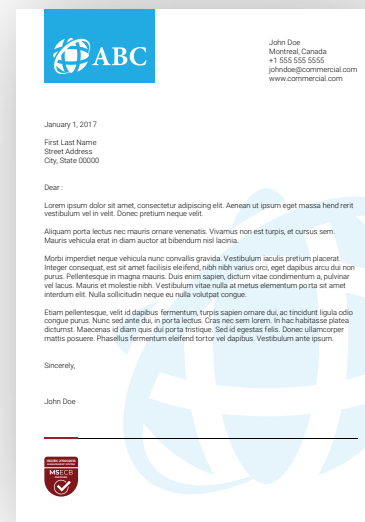 ABC
John Doe
Montreal, Canada
+1 555 555 5555
johndoe@commercial.com
www.commercial.com
January 1, 2017
First Last Name
Street Address
City, State 00000
Dear :
Lorem ipsum dolor sit amet, consectetur adipiscing elit. Aenean ut ipsum eget massa hend rerit
vestibulum vel in velit. Donec pretium neque velit.
Aliquam porta lectus nec mauris ornare venenatis. Vivamus non est turpis, et cursus sem.
Mauris vehicula erat in diam auctor at bibendum nisl lacinia.
Morbi imperdiet neque vehicula nunc convallis gravida. Vestibulum iaculis pretium placerat.
Integer consequat, est sit amet facilisis eleifend, nibh nibh varius orci, eget dapibus arcu dui non
purus. Pellentesque in magna mauris. Duis enim sapien, dictum vitae condimentum a, pulvinar
vel lacus. Mauris et molestie nibh. Vestibulum vitae nulla at metus elementum porta sit amet
interdum elit. Nulla sollicitudin neque eu nulla volutpat congue.
Etiam pellentesque, velit id dapibus fermentum, turpis sapien ornare dui, ac tincidunt ligula odio
congue purus. Nunc sed ante dui, in porta lectus. Cras nec sem lorem. In hac habitasse platea
dictumst. Maecenas id diam quis dui porta tristique. Sed id egestas felis. Donec ullamcorper
mattis posuere. Phasellus fermentum eleifend tortor vel dapibus. Vestibulum ante ipsum.
Sincerely,
John Doe
MSECB